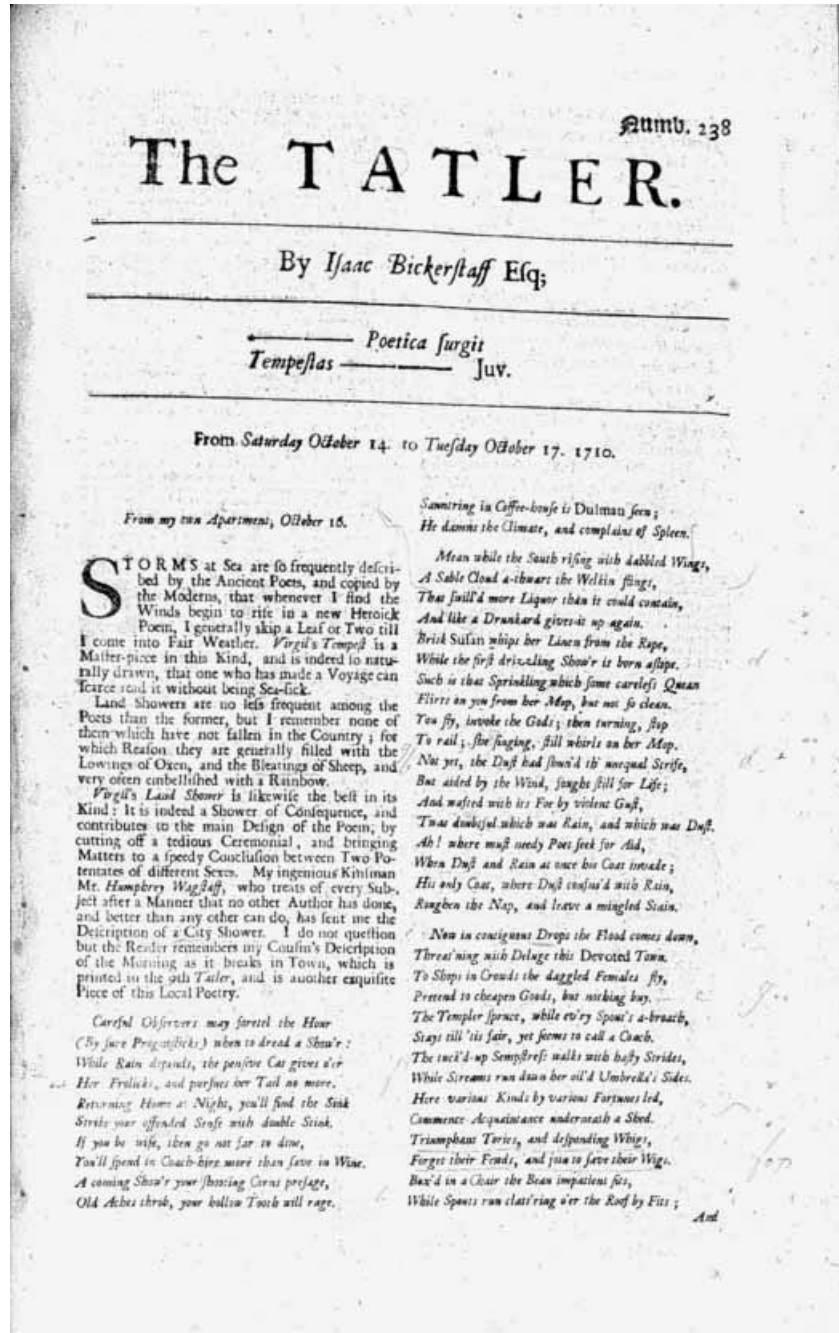 Numb. 238
The TATLER.
By Iſaac Bickerſtaff Eſq;
Poetica ſurgit
Tempeſtas Juv.
From Saturday October 14. to Tueſday October 17. 1710.
From my own Apartment, October 16.
STORMS at Sea are ſo frequently deſcri-
bed by the Ancient Poets, and copied by
the Moderns, that whenever I find the
Winds begin to riſe in a new Heroick
Poem, I generally skip a Leaf or Two till
I come into Fair Weather. Virgil's Tempeſt is a
Maſter-piece in this Kind, and is indeed ſo natu-
rally drawn, that one who has made a Voyage can
ſcarce read it without being Sea-ſick.
Land Showers are no leſs frequent among the
Poets than the former, but I remember none of
them which have not fallen in the Country; for
which Reaſon they are generally filled with the
Lowings of Oxen, and the Bleatings of Sheep, and
very often embelliſhed with a Rainbow.
Virgil's Land Shower is likewiſe the beſt in its
Kind: It is indeed a Shower of Conſequence, and
contributes to the main Deſign of the Poem, by
cutting off a tedious Ceremonial, and bringing
Matters to a ſpeedy Concluſion between Two Po-
tentates of different Sexes. My ingenious Kinſman
Mr. Humphrey Wagſtaff, who treats of every Sub-
ject after a Manner that no other Author has done,
and better than any other can do, has ſent me the
Deſcription of a City Shower. I do not queſtion
but the Reader remembers my Couſin's Deſcription
of the Morning as it breaks in Town, which is
printed in the 9th Tatler, and is another exquiſite
Piece of this Local Poetry.
Careful Obſervers may foretel the Hour
(By ſure Prognoſticks) when to dread a Show'r:
While Rain depends, the penſive Cat gives o'er
Her Frolicks, and purſues her Tail no more.
Returning Home at Night, you'll find the Sink
Strike your offended Senſe with double Stink.
If you be wiſe, then go not far to dine,
You'll ſpend in Coach-hire more than ſave in Wine.
A coming Show'r your ſhooting Corns preſage,
Old Aches throb, your hollow Tooth will rage.
Sauntring in Coffee-houſe is Dulman ſeen;
He damns the Climate, and complains of Spleen.
Mean while the South riſing with dabbled Wings,
A Sable Cloud a-thwart the Welkin flings,
That ſwill'd more Liquor than it could contain,
And like a Drunkard gives it up again.
Brisk Suſan whips her Linen from the Rope,
While the firſt drizzling Show'r is born aſlope.
Such is that Sprinkling which ſome careleſs Quean
Flirts on you from her Mop, but not ſo clean.
You fly, invoke the Gods; then turning, ſtop
To rail; ſhe ſinging, ſtill whirls on her Mop.
Not yet, the Duſt had ſhun'd th' unequal Strife,
But aided by the Wind, fought ſtill for Life;
And wafted with its Foe by violent Guſt,
'Twas doubtful which was Rain, and which was Duſt.
Ah! where muſt needy Poet ſeek for Aid,
When Duſt and Rain at once his Coat invade;
His only Coat, where Duſt confus'd with Rain,
Roughen the Nap, and leave a mingled Stain.
Now in contiguous Drops the Flood comes down,
Threat'ning with Deluge this Devoted Town.
To Shops in Crouds the daggled Females fly,
Pretend to cheapen Goods, but nothing buy.
The Templer ſpruce, while ev'ry Spout's a-broach,
Stays till 'tis fair, yet ſeems to call a Coach.
The tuck'd-up Sempſtreſs walks with haſty Strides,
While Streams run down her oil'd Umbrella's Sides.
Here various Kinds by various Fortunes led,
Commence Acquaintance underneath a Shed.
Triumphant Tories, and deſponding Whigs,
Forget their Feuds, and join to ſave their Wigs.
Box'd in a Chair the Beau impatient ſits,
While Spouts run clatt'ring o'er the Roof by Fits;
And